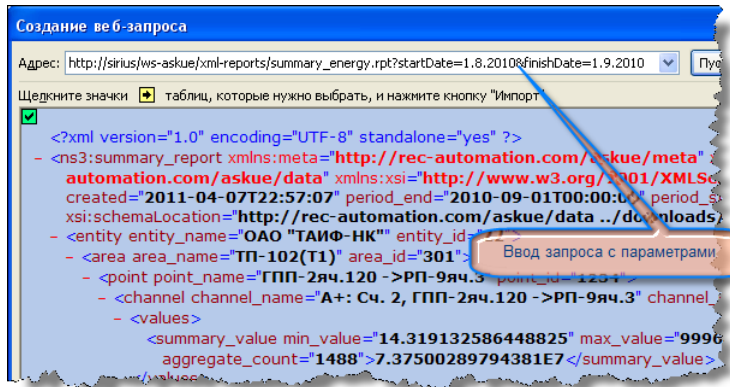 Создание веб-запроса
Адрес: http://sirius/ws-askue/xml-reports/summary_energy.rpt?startDate=1.8.2010&finishDate=1.9.2010
Щелкните значки таблиц, которые нужно выбрать, и нажмите кнопку "Импорт"
<?xml version="1.0" encoding="UTF-8" standalone="yes" ?>
- <ns3:summary_report xmlns:meta="http://rec-automation.com/askue/meta"
automation.com/askue/data" xmlns:xsi="http://www.w3.org/2001/XMLSc
created="2011-04-07T22:57:07" period_end="2010-09-01T00:00:00" period_s
xsi:schemaLocation="http://rec-automation.com/askue/data ../downloads/
- <entity entity_name="ОАО "ТАИФ-НК"" entity_id="72">
- <area area_name="ТП-102(Т1)" area_id="301">
Ввод запроса с параметрами
- <point point_name="ГПП-2яч.120 ->РП-9яч.3" point_id="1234">
- <channel channel_name="А+: Сч. 2, ГПП-2яч.120 ->РП-9яч.3" channel_
- <values>
<summary_value min_value="14.319132586448825" max_value="9996
aggregate_count="1488">7.37500289794381E7</summary_value>
</values>